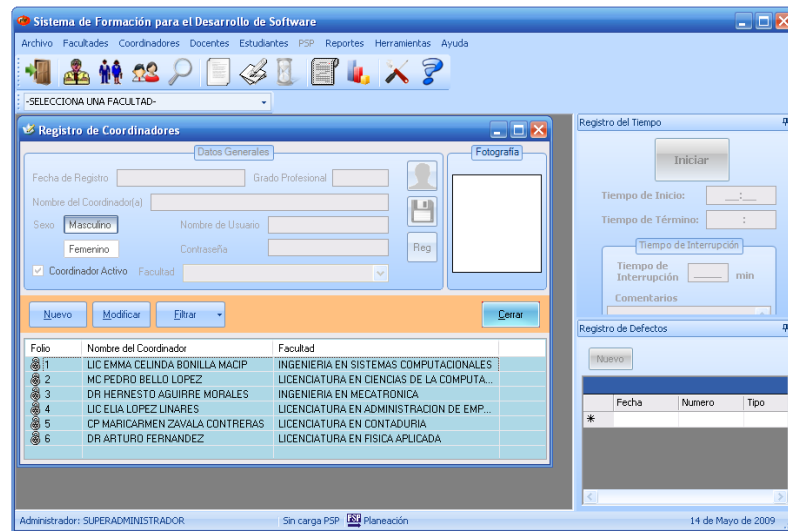 Sistema de Formación para el Desarrollo de Software
Archivo Facultades Coordinadores Docentes Estudiantes PSP Reportes Herramientas Ayuda
-SELECCIONA UNA FACULTAD-
Registro de Coordinadores
Datos Generales
Fecha de Registro
Grado Profesional
Nombre del Coordinador(a)
Sexo Masculino
Nombre de Usuario
Femenino
Contraseña
Reg
Coordinador Activo
Facultad
Fotografía
Nuevo Modificar Filtrar Cerrar
Folio Nombre del Coordinador Facultad
1 LIC EMMA CELINDA BONILLA MACIP INGENIERIA EN SISTEMAS COMPUTACIONALES
2 MC PEDRO BELLO LOPEZ LICENCIATURA EN CIENCIAS DE LA COMPUTA...
3 DR HERNESTO AGUIRRE MORALES INGENIERIA EN MECATRONICA
4 LIC ELIA LOPEZ LINARES LICENCIATURA EN ADMINISTRACION DE EMP...
5 CP MARICARMEN ZAVALA CONTRERAS LICENCIATURA EN CONTADURIA
6 DR ARTURO FERNANDEZ LICENCIATURA EN FISICA APLICADA
Registro del Tiempo
Iniciar
Tiempo de Inicio: __:__
Tiempo de Término: :
Tiempo de Interrupción
Tiempo de
Interrupción _____ min
Comentarios
Registro de Defectos
Nuevo
Fecha Numero Tipo
Administrador: SUPERADMINISTRADOR Sin carga PSP PSP Planeación 14 de Mayo de 2009